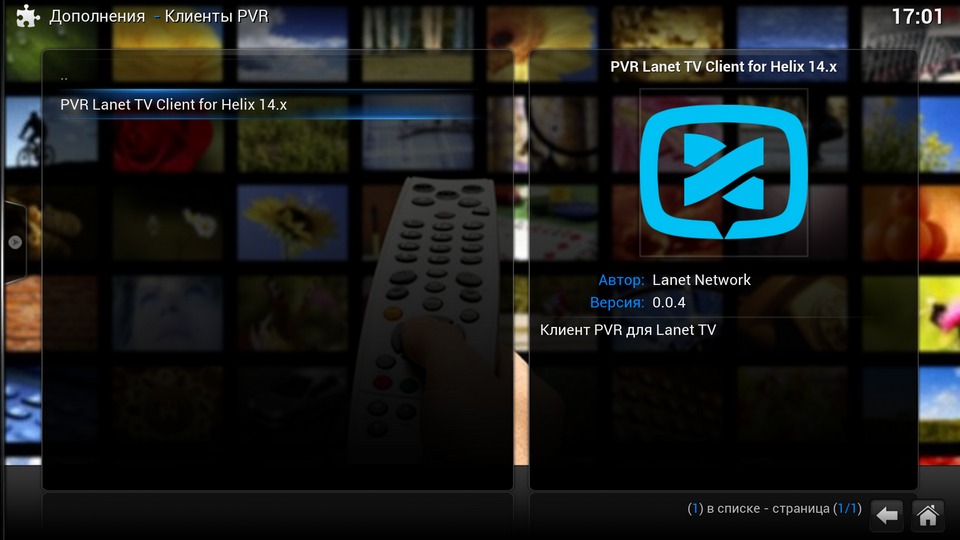 Дополнения - Клиенты PVR
17:01
..
PVR Lanet TV Client for Helix 14.x
PVR Lanet TV Client for Helix 14.x
Автор: Lanet Network
Версия: 0.0.4
Клиент PVR для Lanet TV
(1) в списке - страница (1/1)